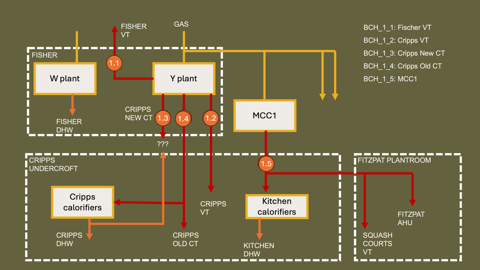 FISHER
VT
GAS
BCH_1_1: Fischer VT
BCH_1_2: Cripps VT
BCH_1_3: Cripps New CT
BCH_1_4: Cripps Old CT
BCH_1_5: MCC1
FISHER
1.1
W plant
Y plant
FISHER
DHW
CRIPPS
NEW CT
1.3
1.4
1.2
MCC1
???
CRIPPS
UNDERCROFT
1.5
FITZPAT PLANTROOM
Cripps
calorifiers
Kitchen
calorifiers
CRIPPS
VT
FITZPAT
AHU
CRIPPS
DHW
CRIPPS
OLD CT
KITCHEN
DHW
SQUASH
COURTS
VT